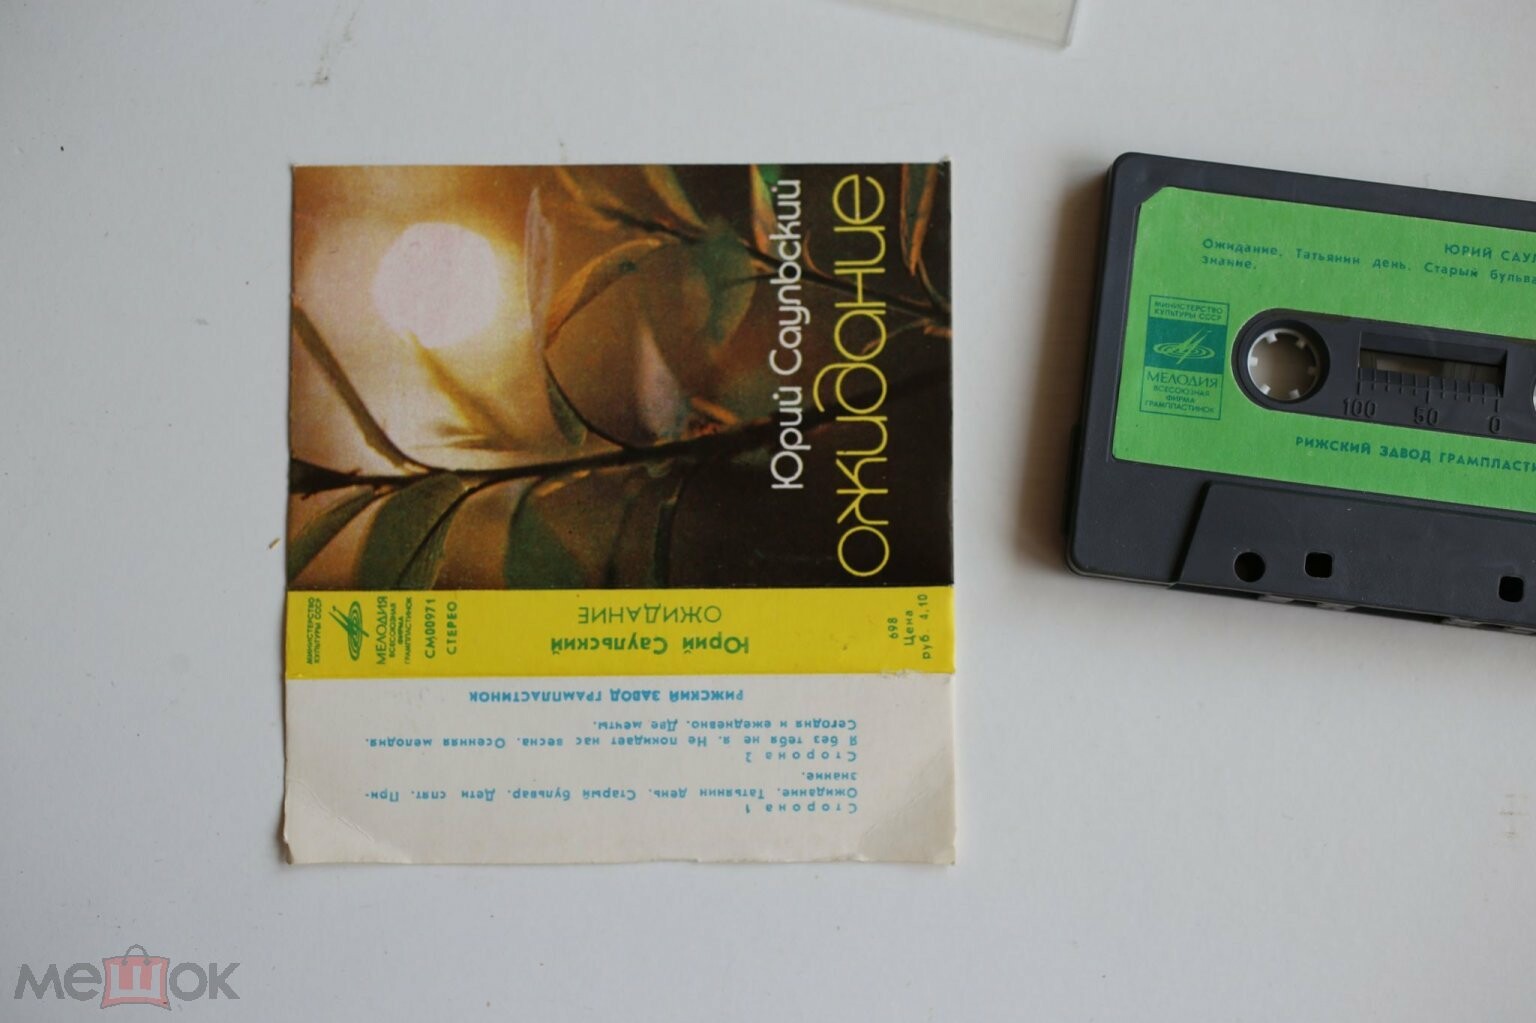 Юрий Саульский
ожидание
МИНИСТЕРСТВО
КУЛЬТУРЫ СССР
МЕЛОДИЯ
ВСЕСОЮЗНАЯ
ФИРМА
ГРАМПЛАСТИНОК
СМ00971
СТЕРЕО
Юрий Саульский
ОЖИДАНИЕ
698
Цена
руб. 4,10
Сторона 1
Ожидание. Татьянин день. Старый бульвар. Дети спят. При-
знание.
Сторона 2
Я без тебя не я. Не покидает нас весна. Осенняя мелодия.
Сегодня и ежедневно. Две мечты.
РИЖСКИЙ ЗАВОД ГРАМПЛАСТИНОК
ЮРИЙ САУЛ
Ожидание. Татьянин день. Старый бульва
знание.
МИНИСТЕРСТВО
КУЛЬТУРЫ СССР
МЕЛОДИЯ
ВСЕСОЮЗНАЯ
ФИРМА
ГРАМПЛАСТИНОК
100 50 0
РИЖСКИЙ ЗАВОД ГРАМПЛАСТИ
мешок